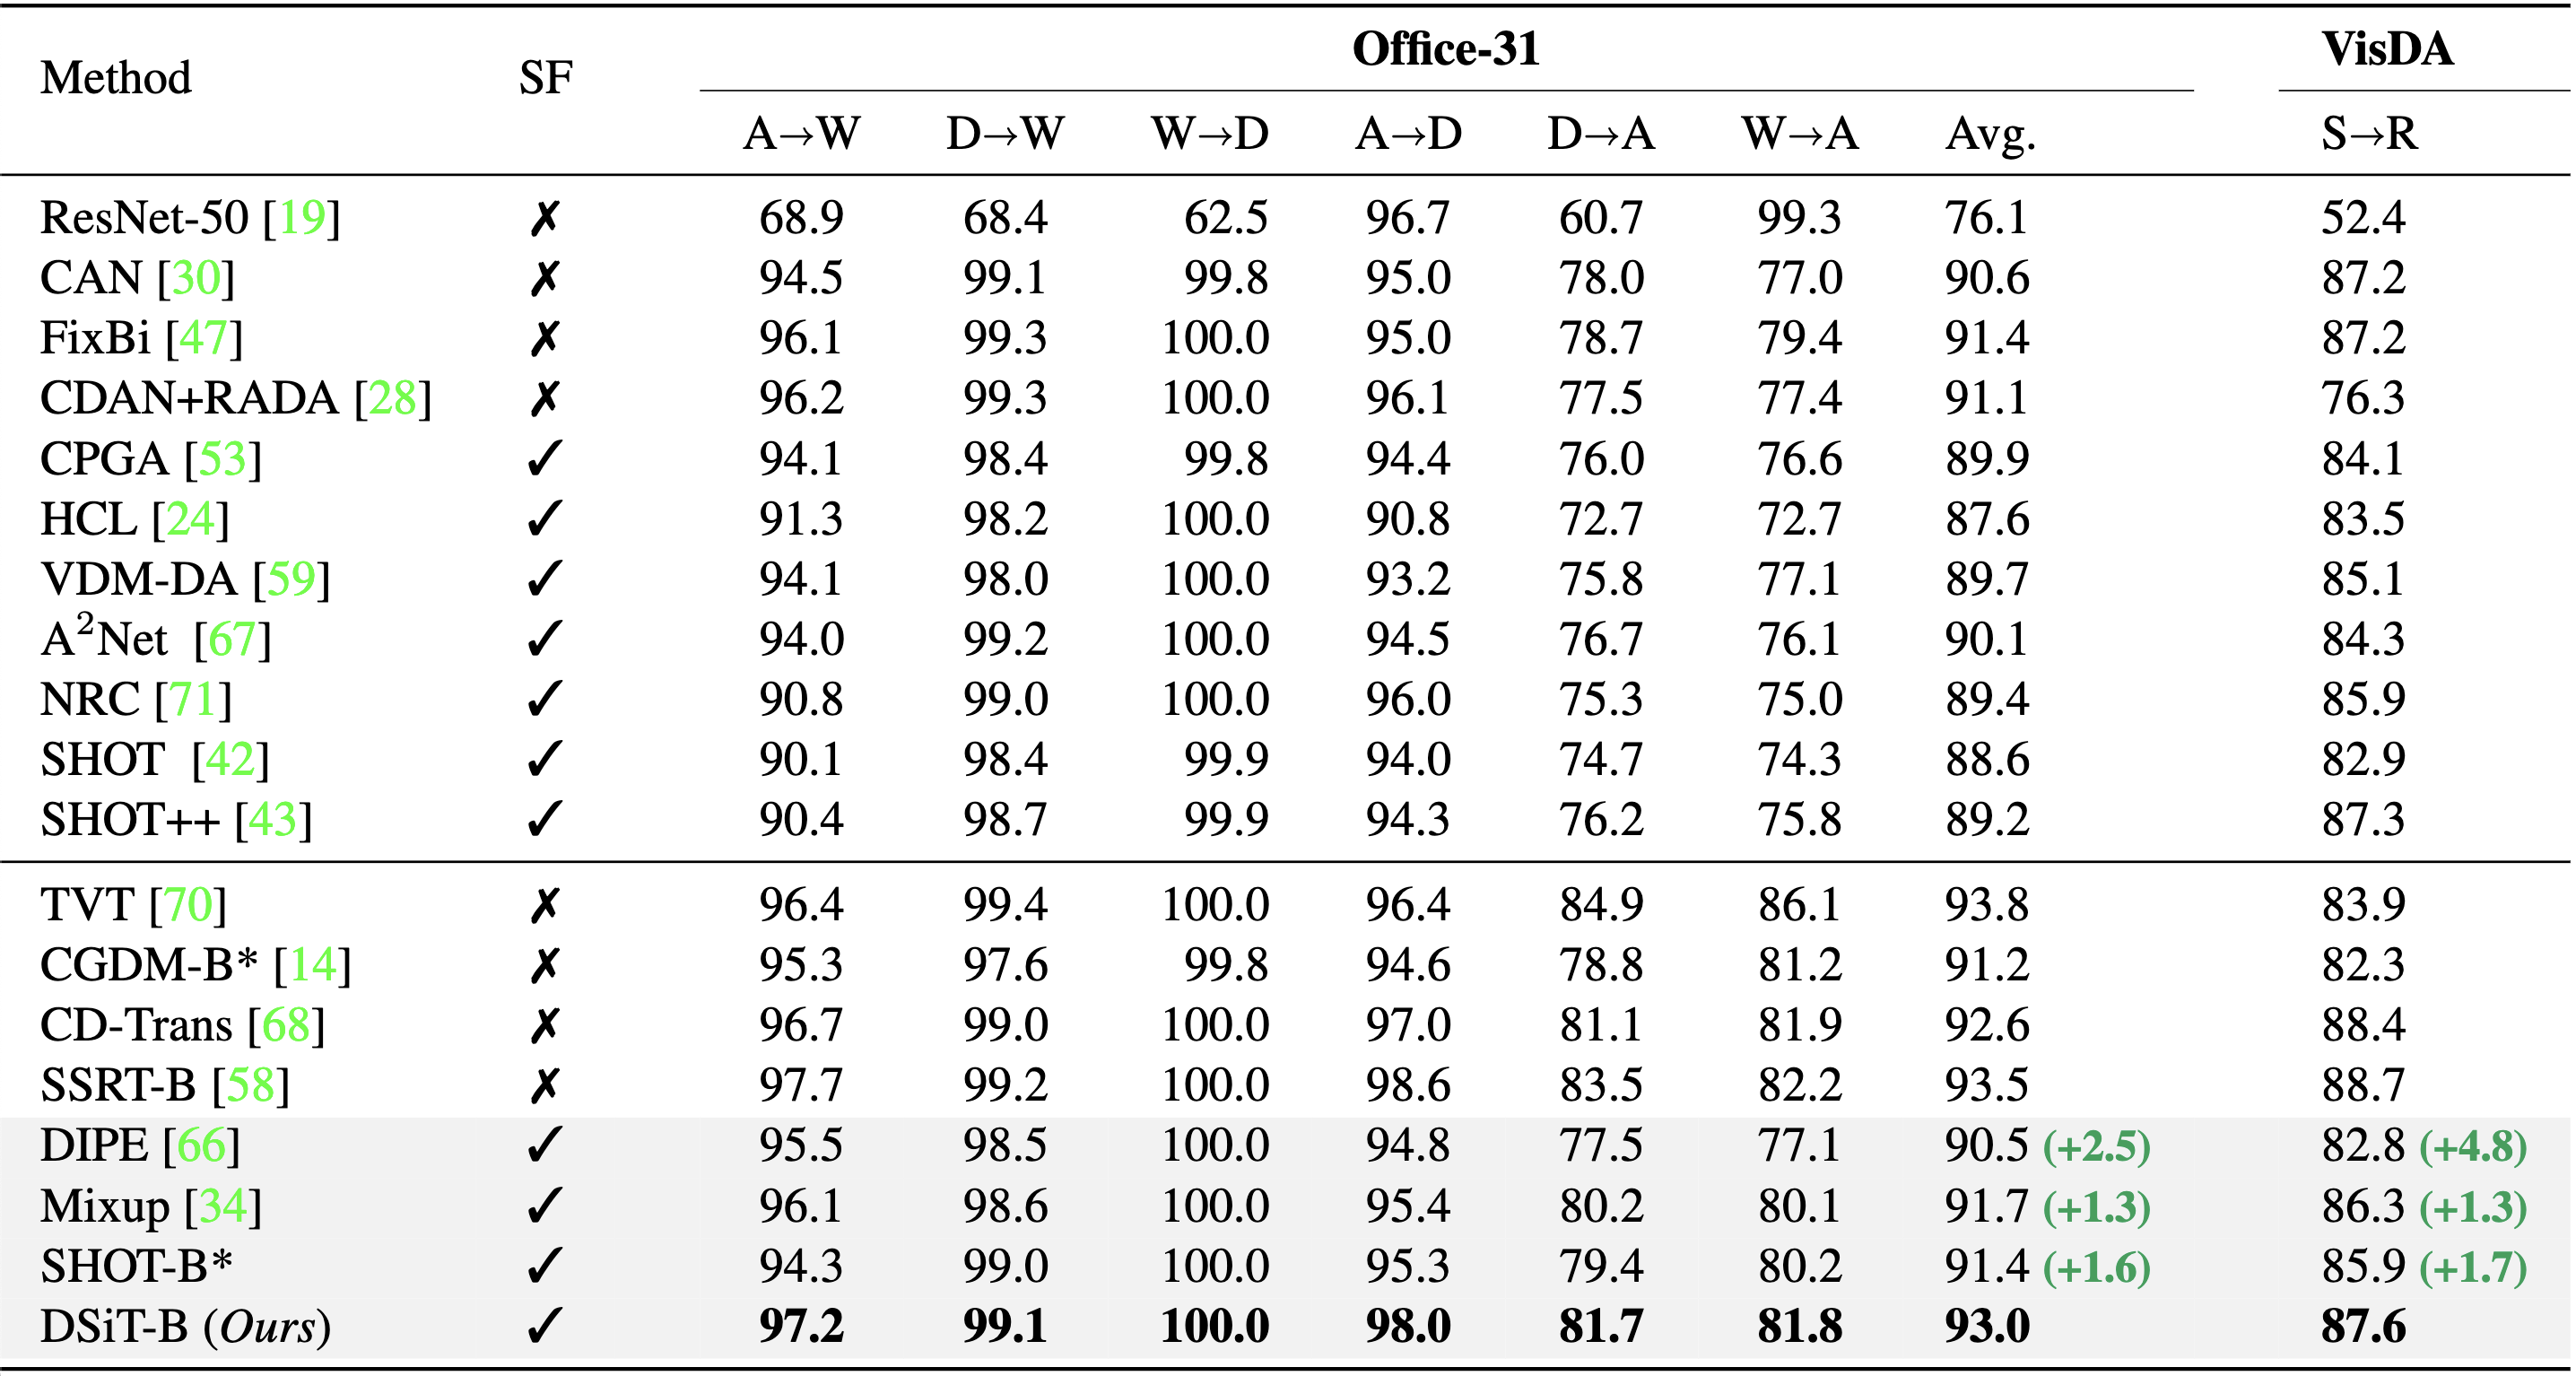 Method SF Office-31 VisDA
A→W D→W W→D A→D D→A W→A Avg. S→R
ResNet-50 [19] ✗ 68.9 68.4 62.5 96.7 60.7 99.3 76.1 52.4
CAN [30] ✗ 94.5 99.1 99.8 95.0 78.0 77.0 90.6 87.2
FixBi [47] ✗ 96.1 99.3 100.0 95.0 78.7 79.4 91.4 87.2
CDAN+RADA [28] ✗ 96.2 99.3 100.0 96.1 77.5 77.4 91.1 76.3
CPGA [53] ✓ 94.1 98.4 99.8 94.4 76.0 76.6 89.9 84.1
HCL [24] ✓ 91.3 98.2 100.0 90.8 72.7 72.7 87.6 83.5
VDM-DA [59] ✓ 94.1 98.0 100.0 93.2 75.8 77.1 89.7 85.1
A²Net [67] ✓ 94.0 99.2 100.0 94.5 76.7 76.1 90.1 84.3
NRC [71] ✓ 90.8 99.0 100.0 96.0 75.3 75.0 89.4 85.9
SHOT [42] ✓ 90.1 98.4 99.9 94.0 74.7 74.3 88.6 82.9
SHOT++ [43] ✓ 90.4 98.7 99.9 94.3 76.2 75.8 89.2 87.3
TVT [70] ✗ 96.4 99.4 100.0 96.4 84.9 86.1 93.8 83.9
CGDM-B* [14] ✗ 95.3 97.6 99.8 94.6 78.8 81.2 91.2 82.3
CD-Trans [68] ✗ 96.7 99.0 100.0 97.0 81.1 81.9 92.6 88.4
SSRT-B [58] ✗ 97.7 99.2 100.0 98.6 83.5 82.2 93.5 88.7
DIPE [66] ✓ 95.5 98.5 100.0 94.8 77.5 77.1 90.5 (+2.5) 82.8 (+4.8)
Mixup [34] ✓ 96.1 98.6 100.0 95.4 80.2 80.1 91.7 (+1.3) 86.3 (+1.3)
SHOT-B* ✓ 94.3 99.0 100.0 95.3 79.4 80.2 91.4 (+1.6) 85.9 (+1.7)
DSiT-B (Ours) ✓ 97.2 99.1 100.0 98.0 81.7 81.8 93.0 87.6